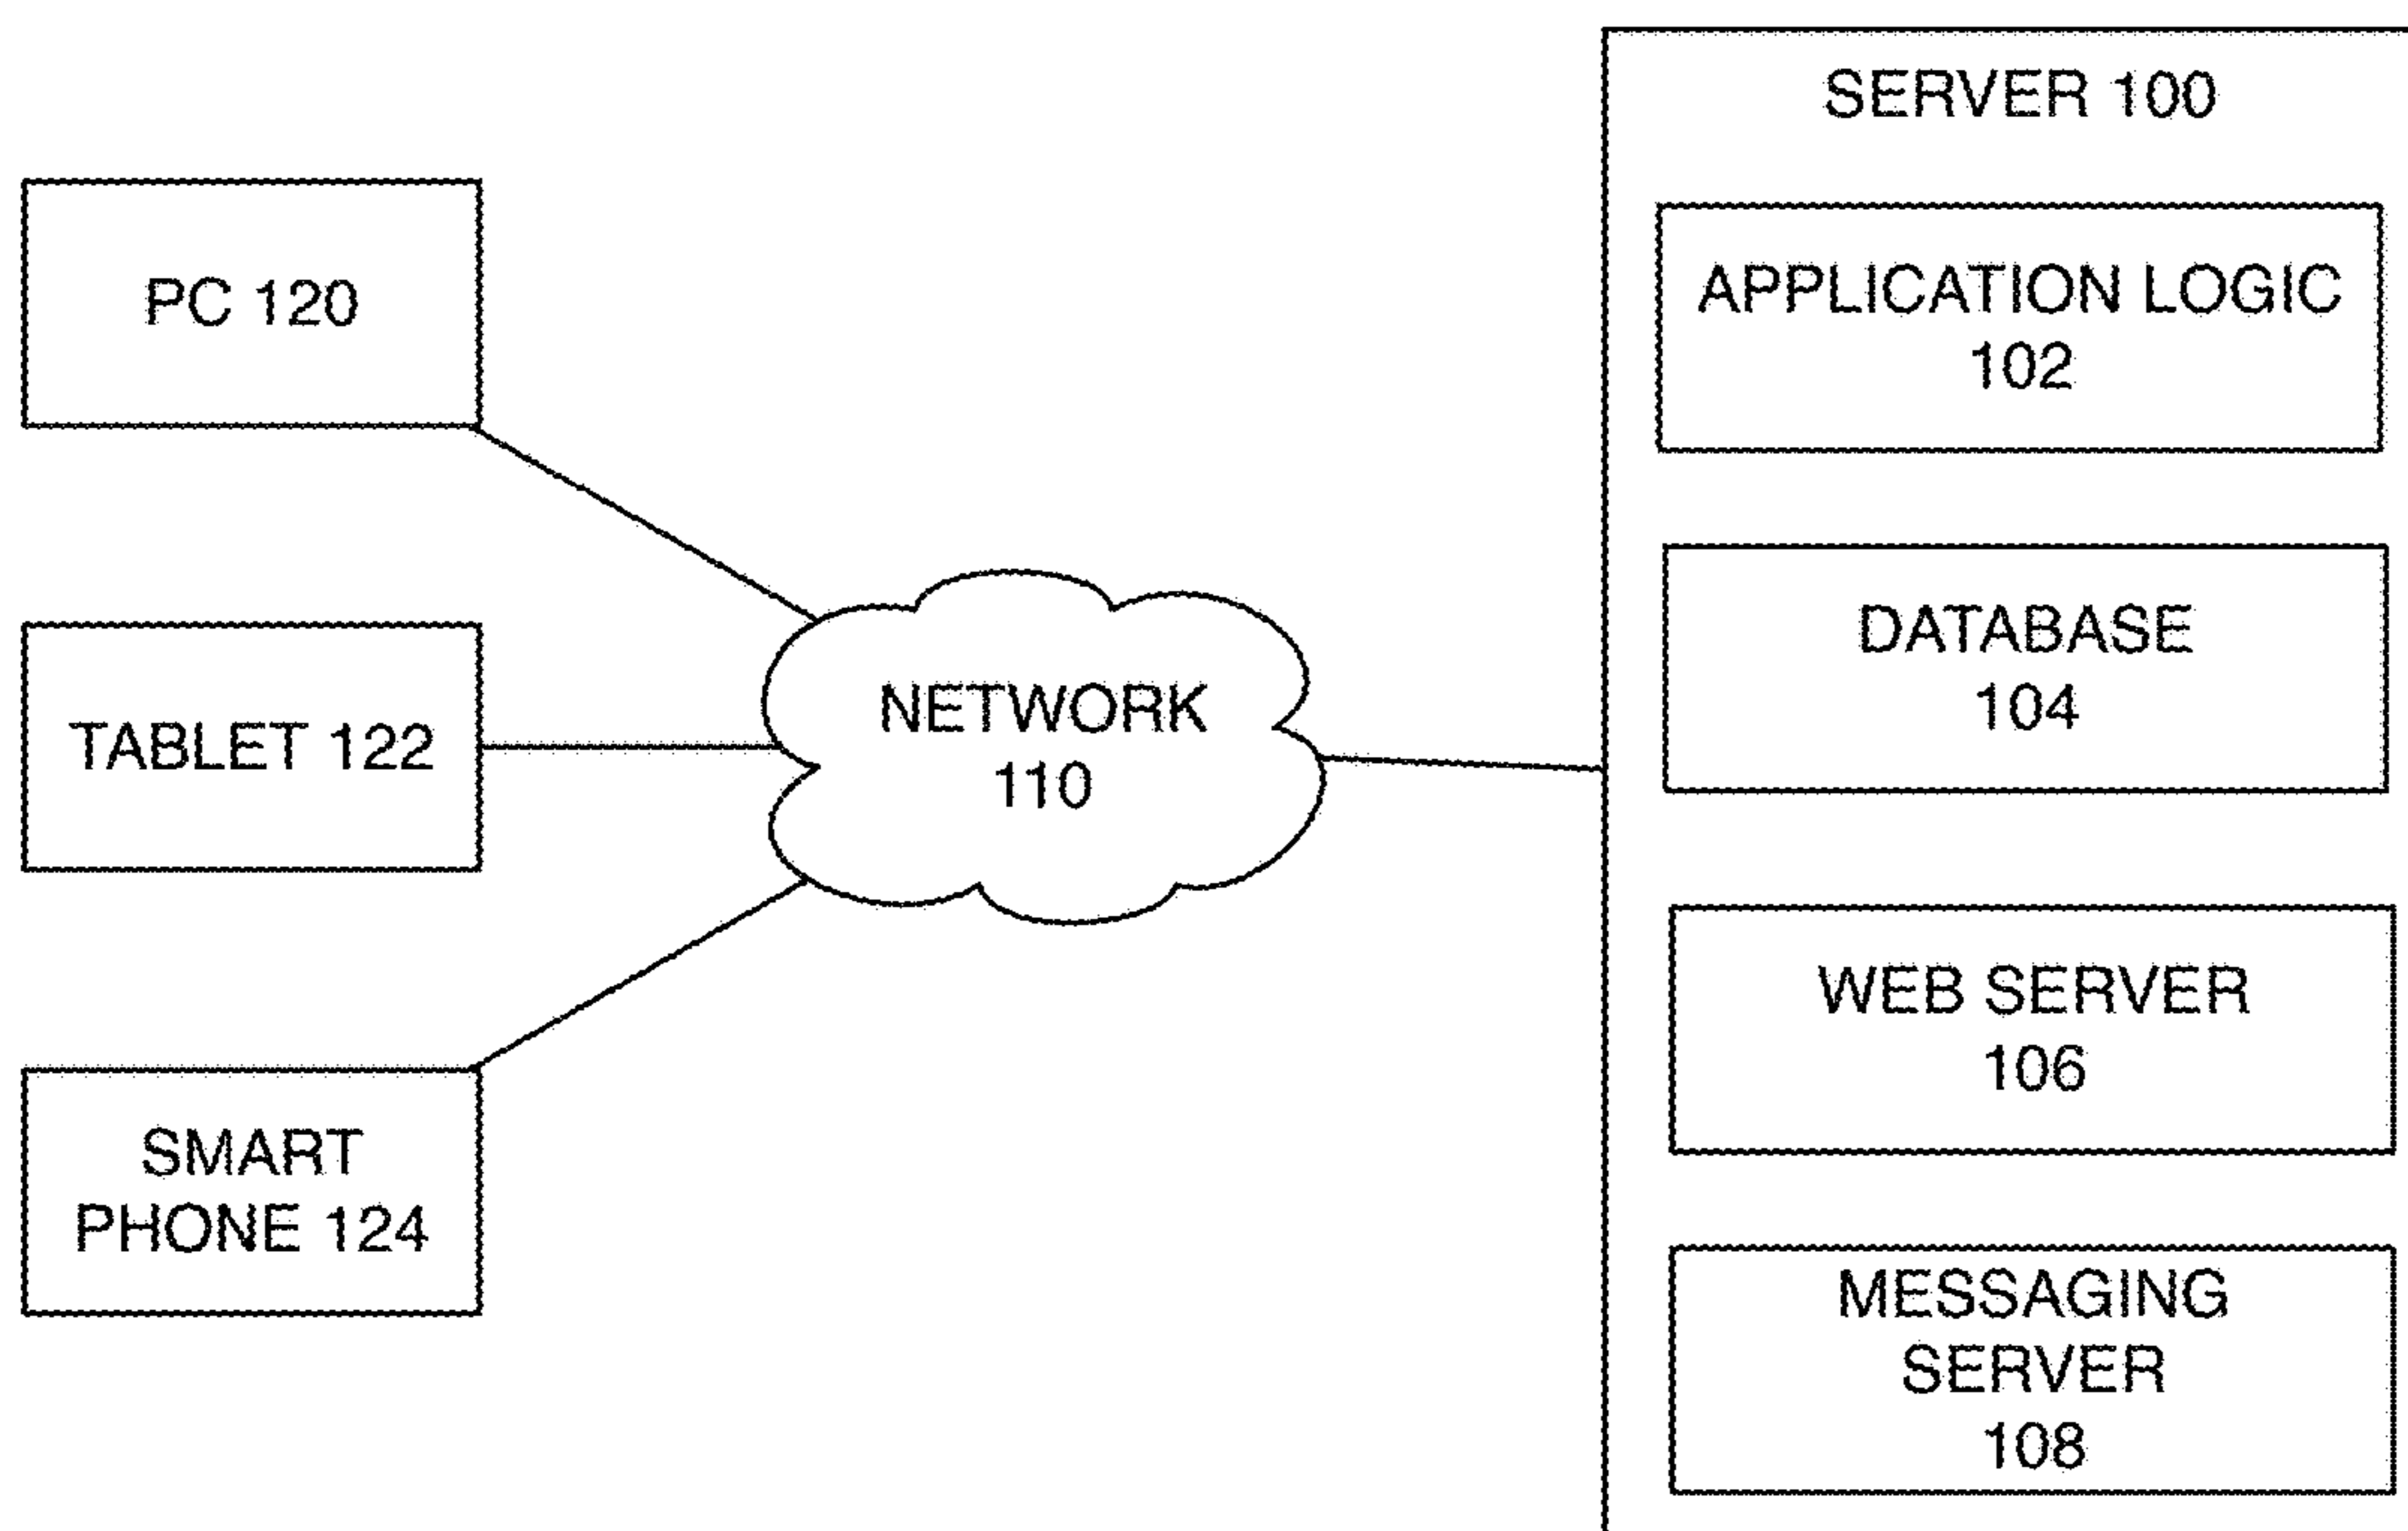 PC 120
TABLET 122
SMART
PHONE 124
NETWORK
110
SERVER 100
APPLICATION LOGIC
102
DATABASE
104
WEB SERVER
106
MESSAGING
SERVER
108